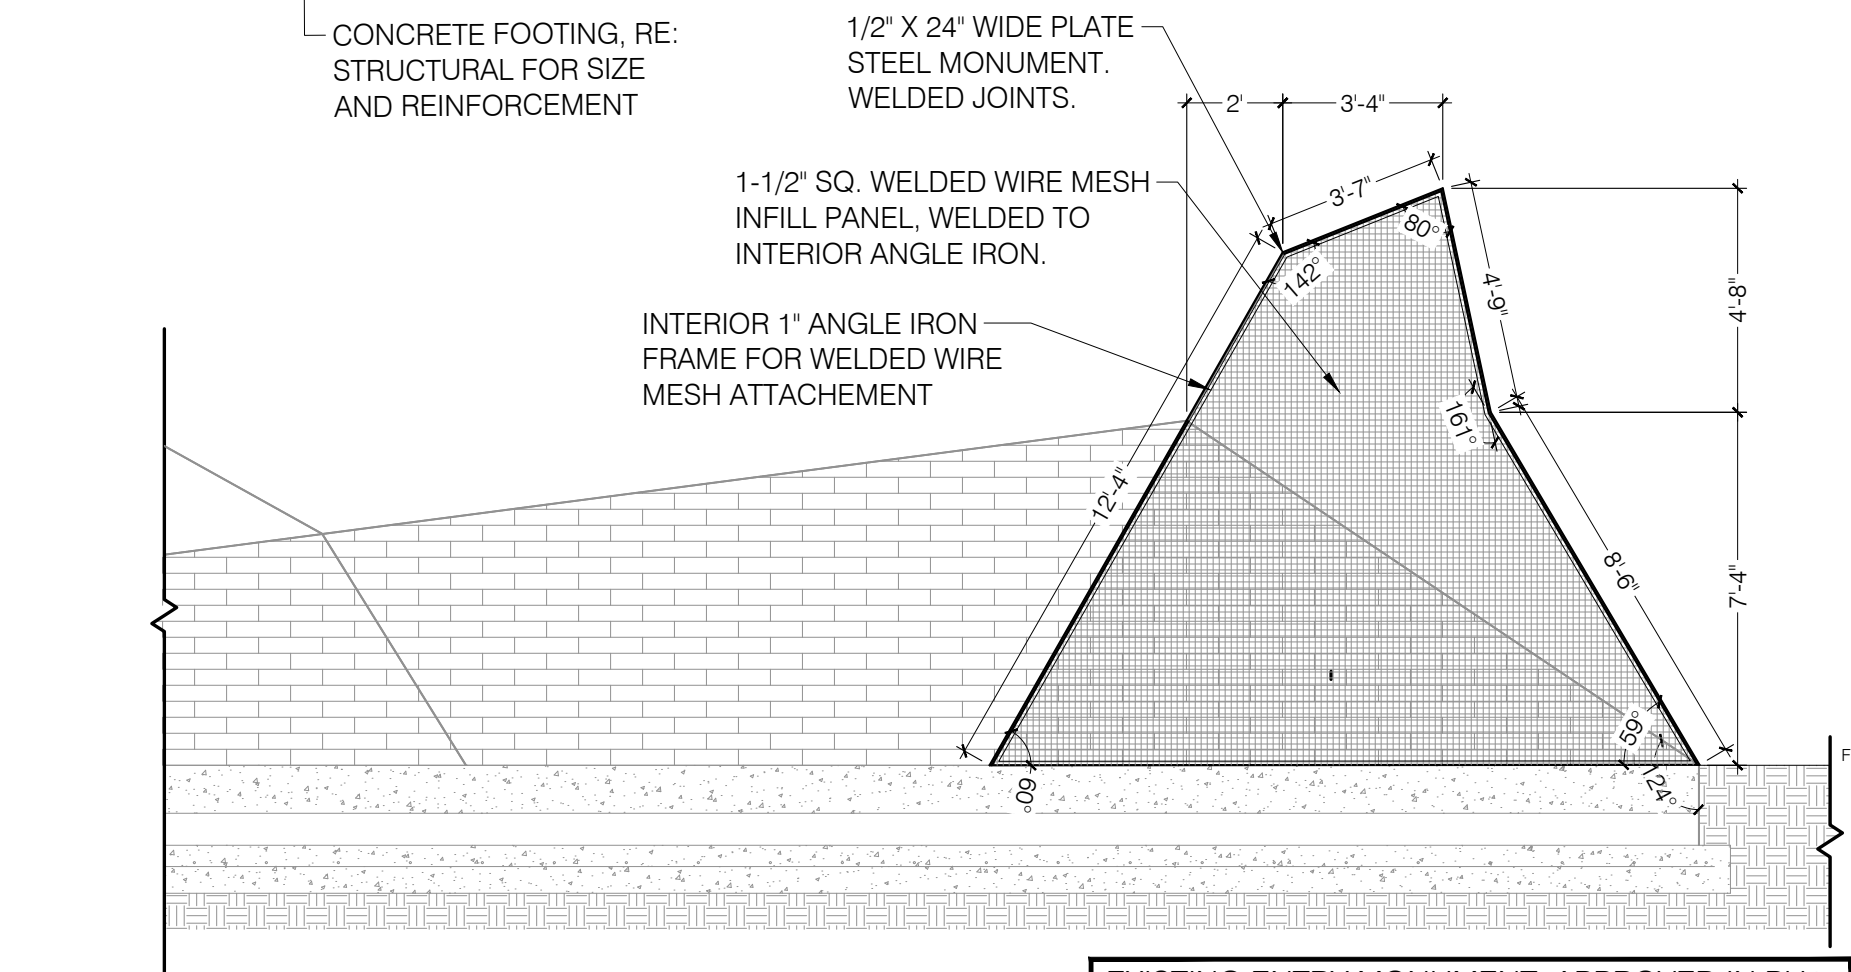 CONCRETE FOOTING, RE:
STRUCTURAL FOR SIZE
AND REINFORCEMENT
1/2" X 24" WIDE PLATE
STEEL MONUMENT.
WELDED JOINTS.
2'
3'-4"
1-1/2" SQ. WELDED WIRE MESH
INFILL PANEL, WELDED TO
INTERIOR ANGLE IRON.
3'-7"
80°
142°
4'-9"
4'-8"
INTERIOR 1" ANGLE IRON
FRAME FOR WELDED WIRE
MESH ATTACHEMENT
161°
12'-4"
8'-6"
7'-4"
59°
124°
60°
F